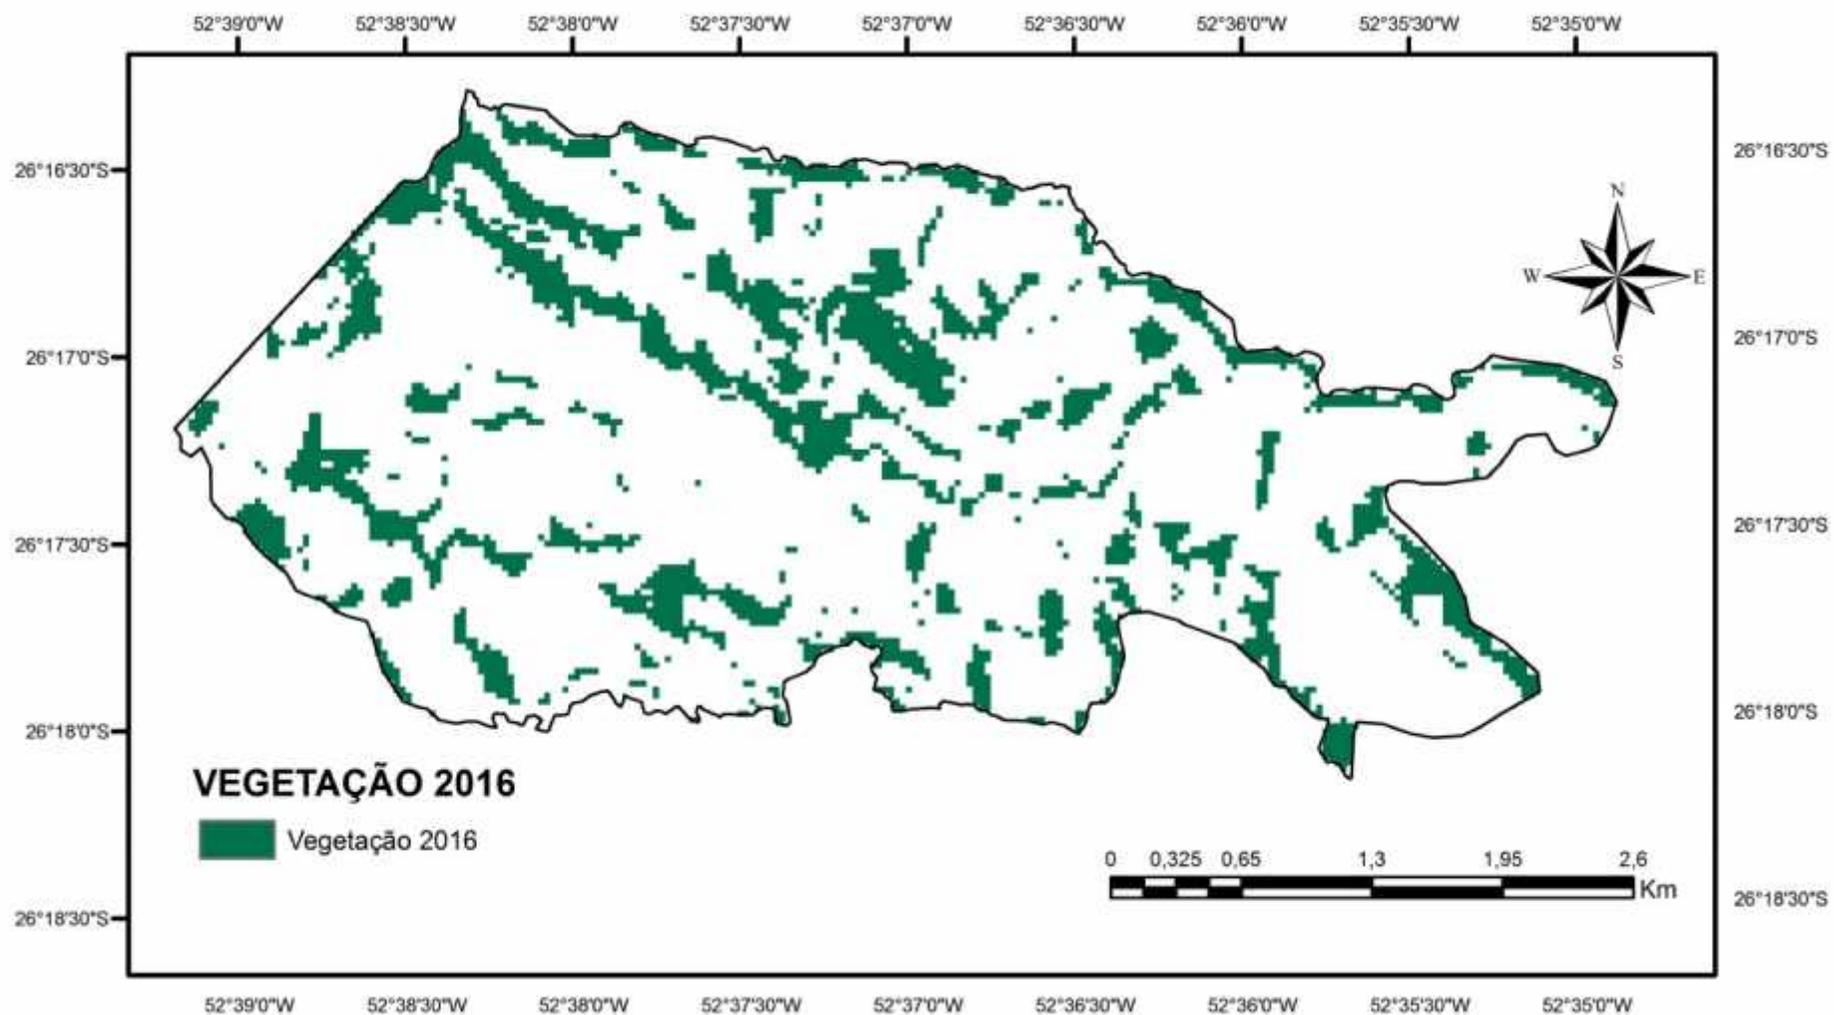 52°39'0"W 52°38'30"W 52°38'0"W 52°37'30"W 52°37'0"W 52°36'30"W 52°36'0"W 52°35'30"W 52°35'0"W
26°16'30"S 26°16'30"S
N
W E
S
26°17'0"S 26°17'0"S
26°17'30"S 26°17'30"S
26°18'0"S 26°18'0"S
VEGETAÇÃO 2016
Vegetação 2016
0 0,325 0,65 1,3 1,95 2,6
Km
26°18'30"S 26°18'30"S
52°39'0"W 52°38'30"W 52°38'0"W 52°37'30"W 52°37'0"W 52°36'30"W 52°36'0"W 52°35'30"W 52°35'0"W